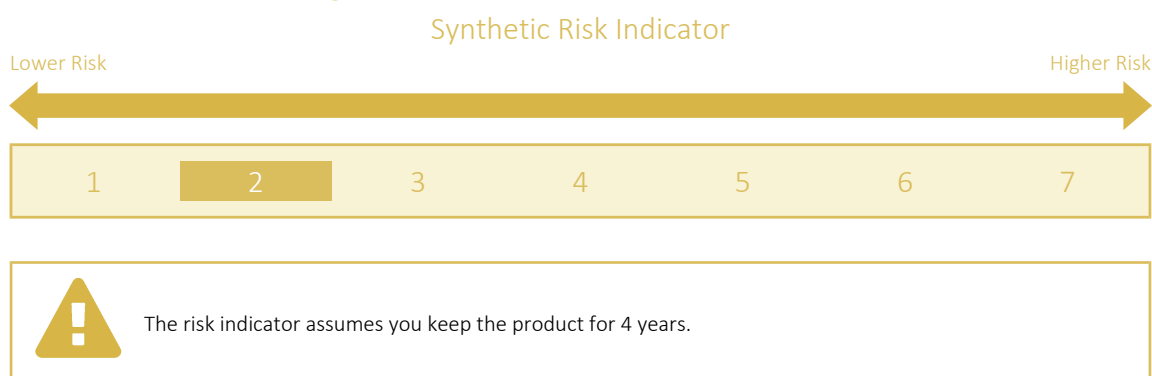 Synthetic Risk Indicator
Lower Risk Higher Risk
1 2 3 4 5 6 7
The risk indicator assumes you keep the product for 4 years.